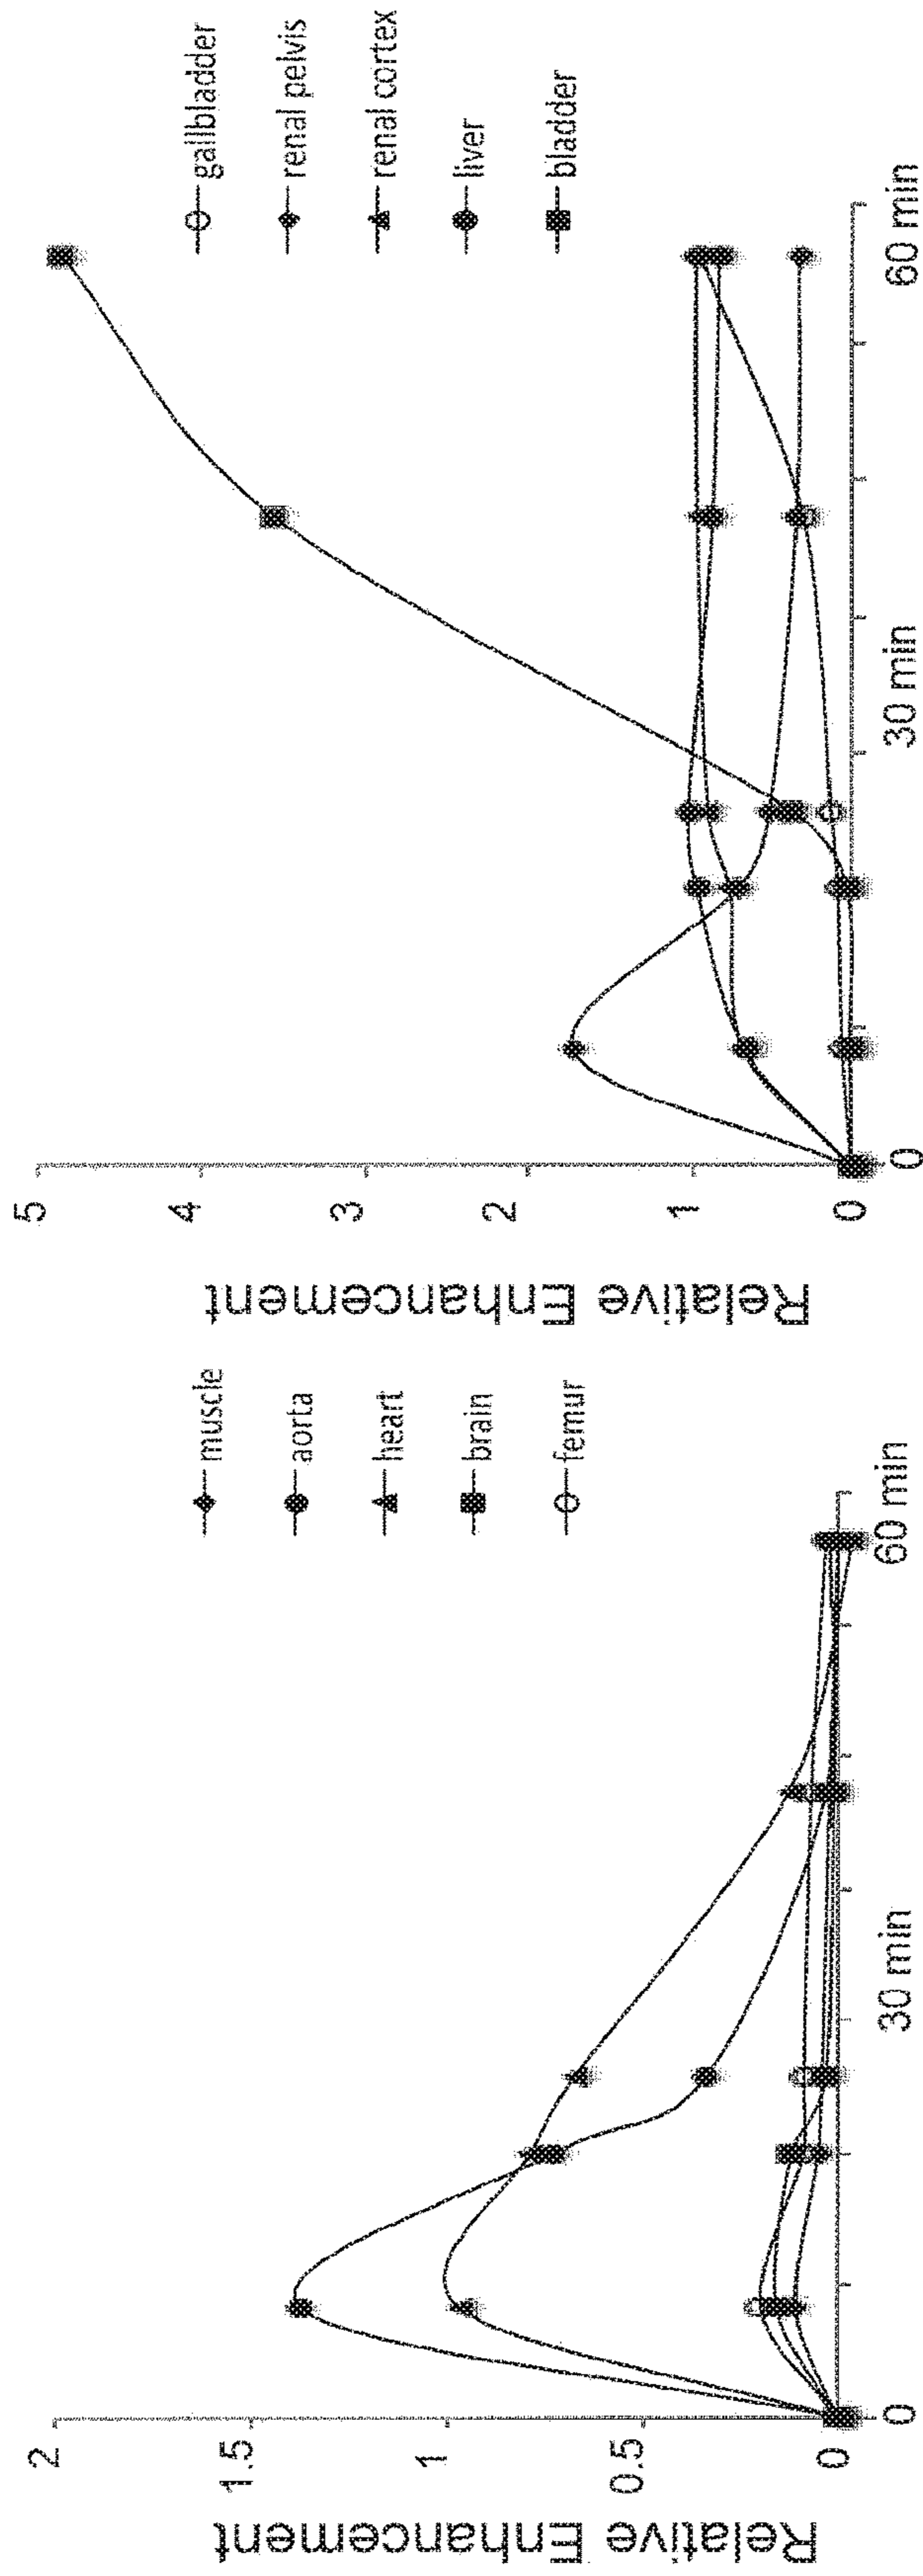 Relative Enhancement
2
1.5
1
0.5
0
0
30 min
60 min
muscle
aorta
heart
brain
femur
Relative Enhancement
5
4
3
2
1
0
0
30 min
60 min
gallbladder
renal pelvis
renal cortex
liver
bladder